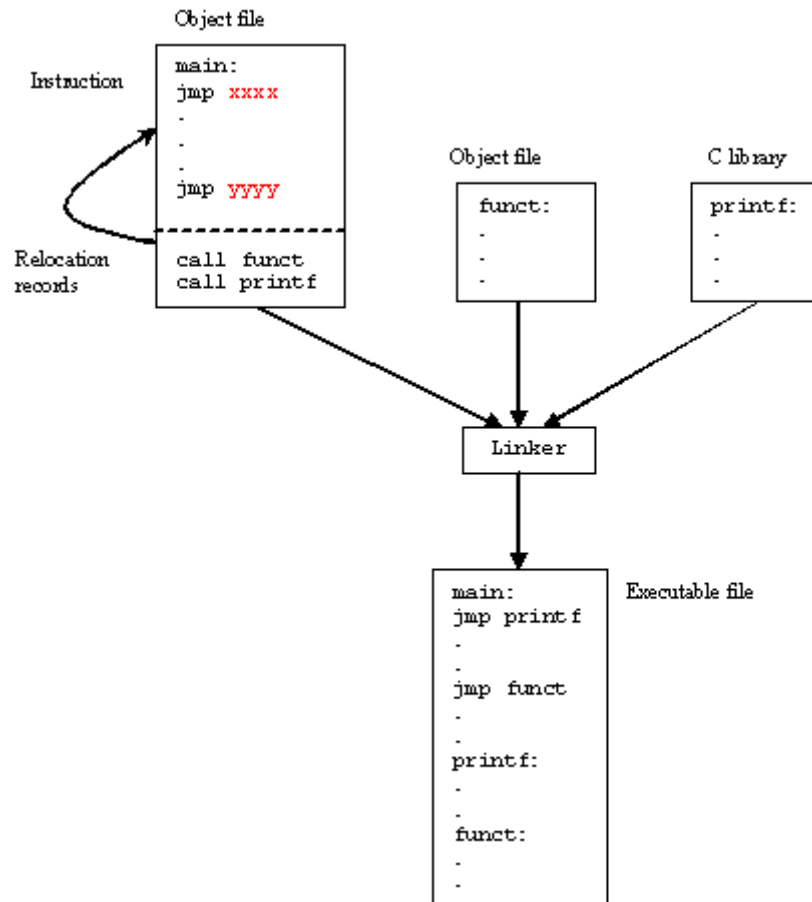 Object file
Instruction
main:
jmp xxxx
.
.
.
jmp yyyy
Relocation
records
call funct
call printf
Object file
funct:
.
.
.
C library
printf:
.
.
.
Linker
Executable file
main:
jmp printf
.
.
jmp funct
.
.
printf:
.
.
funct:
.
.